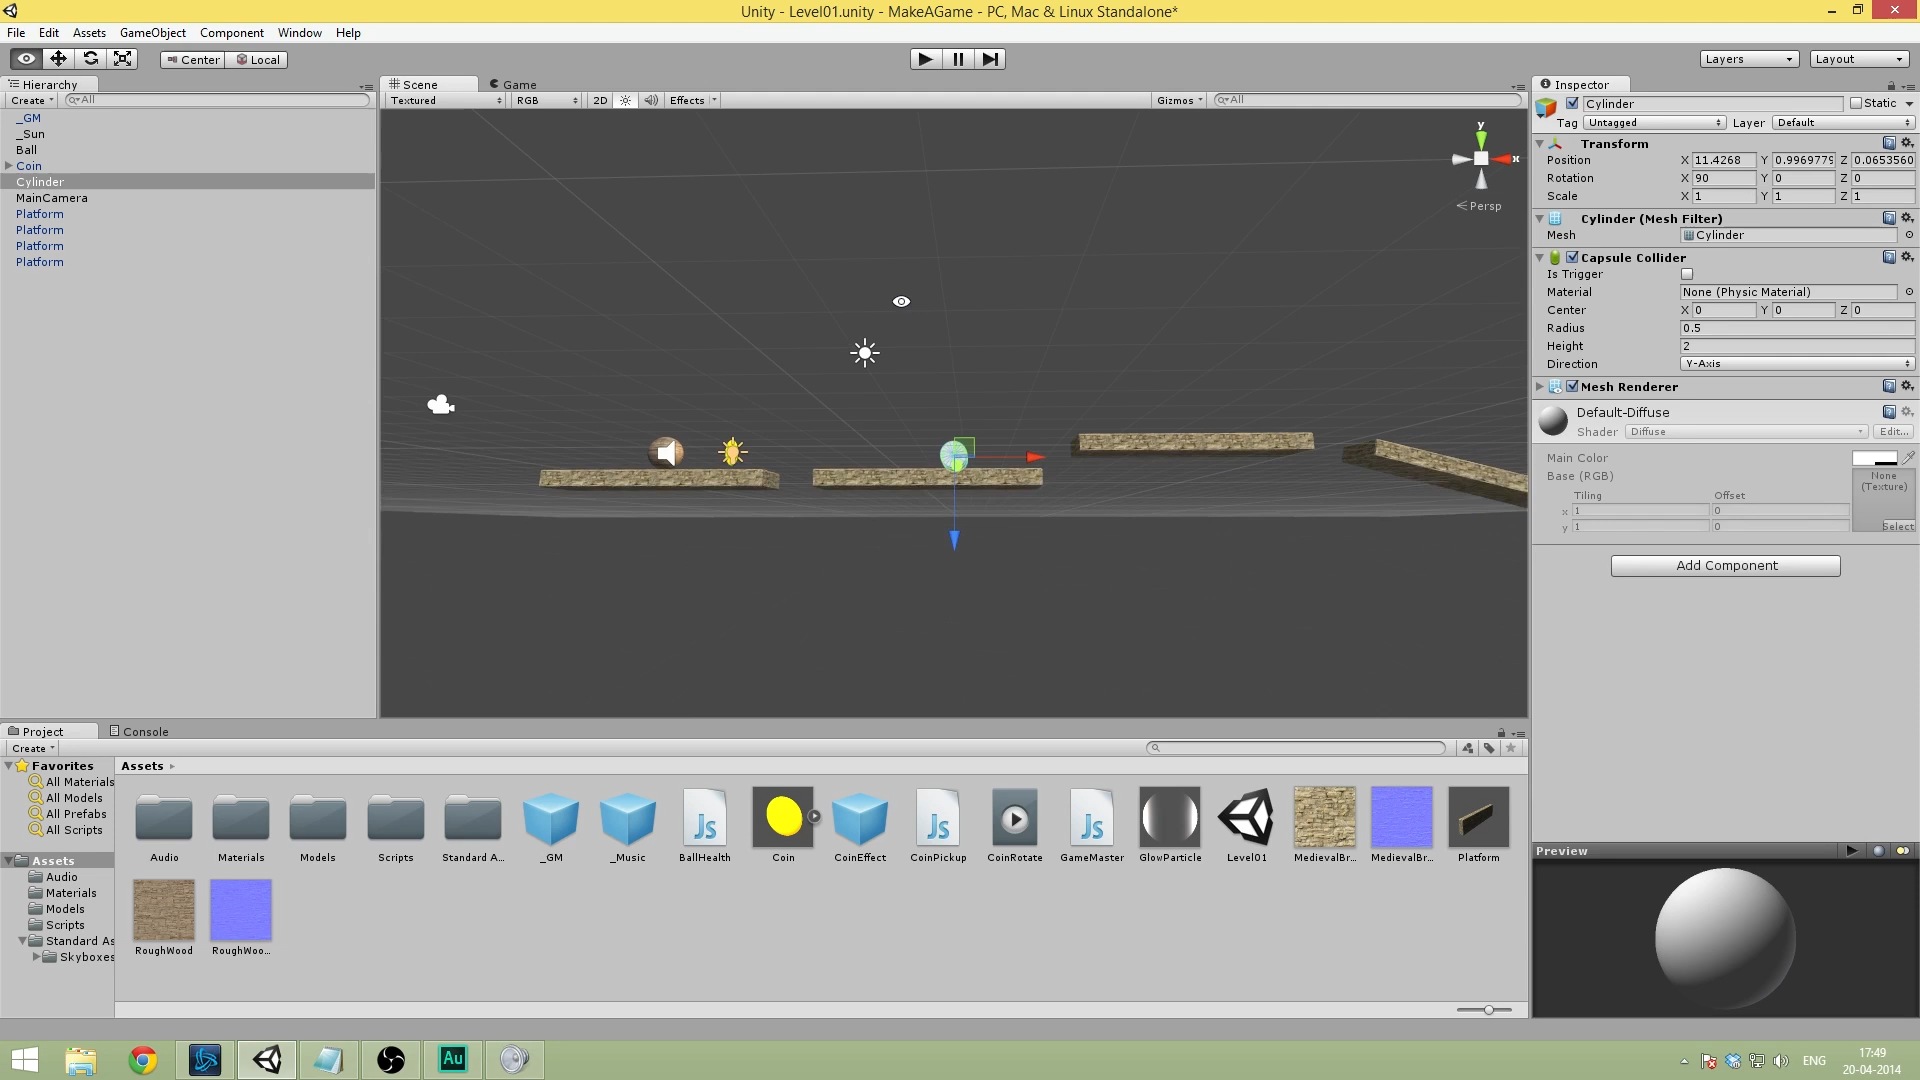 Unity - Level01.unity - MakeAGame - PC, Mac & Linux Standalone*
File Edit Assets GameObject Component Window Help
Center Local
Layers Layout
Hierarchy
Create All
_GM
_Sun
Ball
Coin
Cylinder
MainCamera
Platform
Platform
Platform
Platform
Scene Game
Textured RGB 2D Effects Gizmos All
y
x
Persp
Inspector
Cylinder Static
Tag Untagged Layer Default
Transform
Position X 11.4268 Y 0.9969779 Z 0.0653560
Rotation X 90 Y 0 Z 0
Scale X 1 Y 1 Z 1
Cylinder (Mesh Filter)
Mesh Cylinder
Capsule Collider
Is Trigger
Material None (Physic Material)
Center X 0 Y 0 Z 0
Radius 0.5
Height 2
Direction Y-Axis
Mesh Renderer
Default-Diffuse
Shader Diffuse Edit...
Main Color
Base (RGB) None
(Texture)
Tiling Offset
x 1 0
y 1 0
Select
Add Component
Preview
Project Console
Create
Favorites
All Materials
All Models
All Prefabs
All Scripts
Assets
Audio
Materials
Models
Scripts
Standard As
Skyboxes
Assets
Audio Materials Models Scripts Standard A... _GM _Music BallHealth Coin CoinEffect CoinPickup CoinRotate GameMaster GlowParticle Level01 MedievalBr... MedievalBr... Platform
RoughWood RoughWoo...
Js Js Js
Au
ENG
17:49
20-04-2014